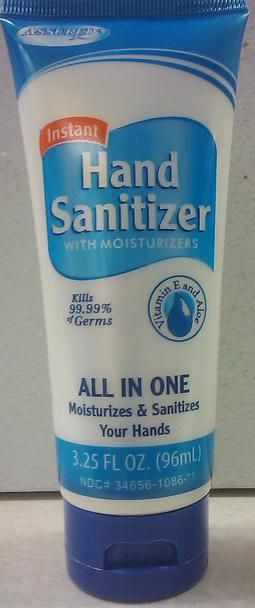 ASSURED
Instant
Hand
Sanitizer
WITH MOISTURIZERS
Kills
99.99%
of Germs
Vitamin E and Aloe
ALL IN ONE
Moisturizes & Sanitizes
Your Hands
3.25 FL OZ. (96mL)
NDC# 34656-1086-